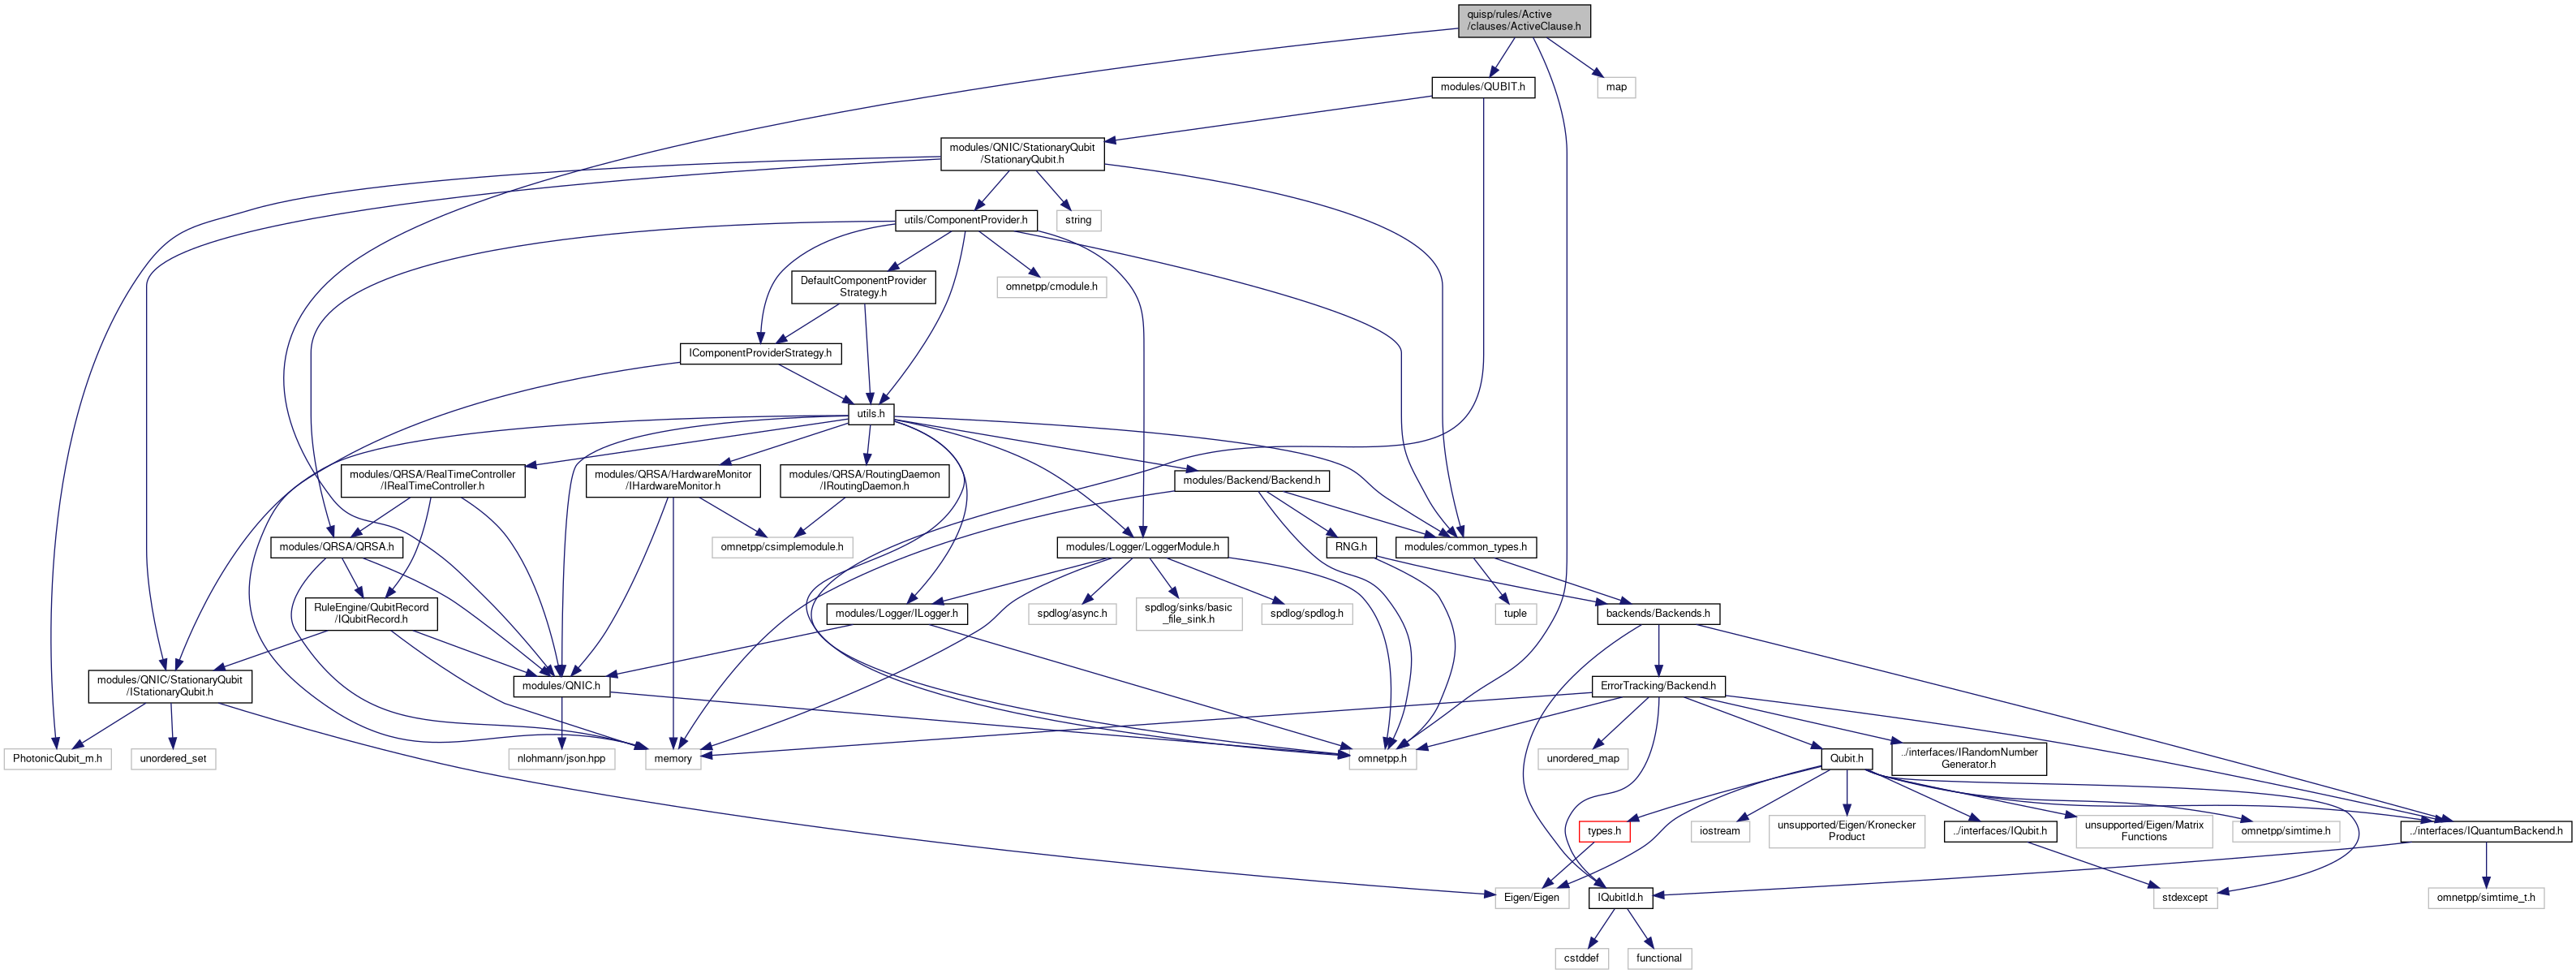 quisp/rules/Active
/clauses/ActiveClause.h
modules/QUBIT.h
map
modules/QNIC/StationaryQubit
/StationaryQubit.h
utils/ComponentProvider.h
string
DefaultComponentProvider
Strategy.h
omnetpp/cmodule.h
IComponentProviderStrategy.h
utils.h
modules/QRSA/RealTimeController
/IRealTimeController.h
modules/QRSA/HardwareMonitor
/IHardwareMonitor.h
modules/QRSA/RoutingDaemon
/IRoutingDaemon.h
modules/Backend/Backend.h
modules/QRSA/QRSA.h
omnetpp/csimplemodule.h
modules/Logger/LoggerModule.h
RNG.h
modules/common_types.h
RuleEngine/QubitRecord
/IQubitRecord.h
modules/Logger/ILogger.h
spdlog/async.h
spdlog/sinks/basic
_file_sink.h
spdlog/spdlog.h
tuple
backends/Backends.h
modules/QNIC/StationaryQubit
/IStationaryQubit.h
modules/QNIC.h
ErrorTracking/Backend.h
PhotonicQubit_m.h
unordered_set
nlohmann/json.hpp
memory
omnetpp.h
unordered_map
Qubit.h
../interfaces/IRandomNumber
Generator.h
types.h
iostream
unsupported/Eigen/Kronecker
Product
../interfaces/IQubit.h
unsupported/Eigen/Matrix
Functions
omnetpp/simtime.h
../interfaces/IQuantumBackend.h
Eigen/Eigen
IQubitId.h
stdexcept
omnetpp/simtime_t.h
cstddef
functional